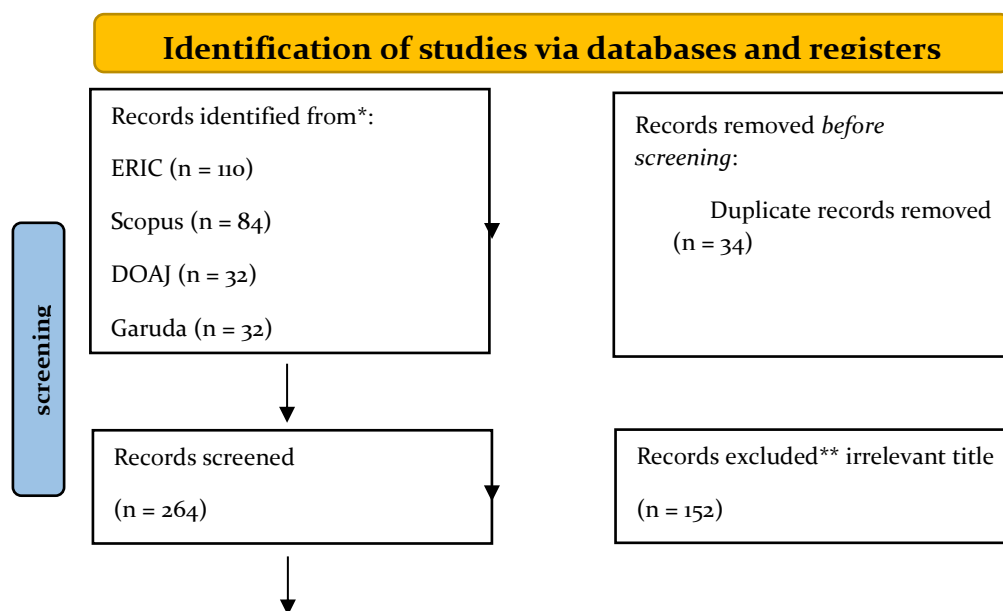 Identification of studies via databases and registers
Records identified from*:
ERIC (n = 110)
Scopus (n = 84)
DOAJ (n = 32)
Garuda (n = 32)
Records removed before
screening:
Duplicate records removed
(n = 34)
screening
Records screened
(n = 264)
Records excluded** irrelevant title
(n = 152)